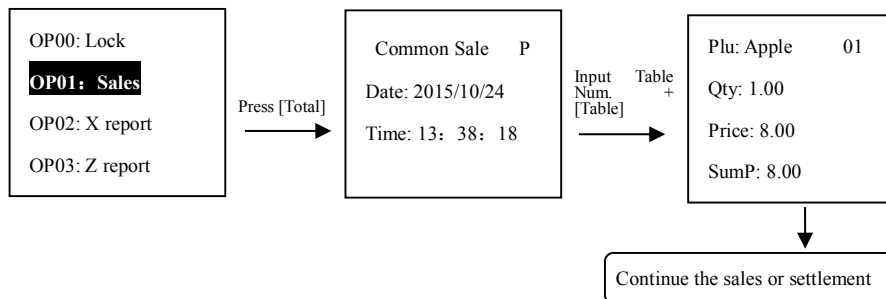 OP00: Lock
OP01：Sales
OP02: X report
OP03: Z report
Press [Total]
Common Sale P
Date: 2015/10/24
Time: 13：38：18
Input Table
Num. +
[Table]
Plu: Apple 01
Qty: 1.00
Price: 8.00
SumP: 8.00
Continue the sales or settlement